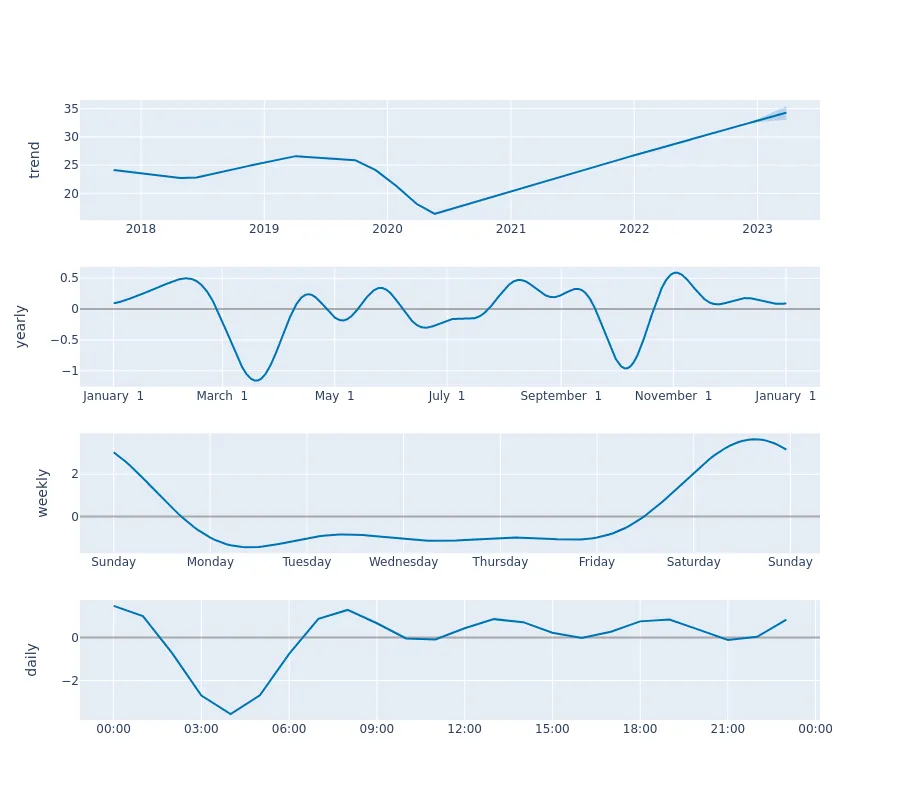 trend
35
30
25
20
2018 2019 2020 2021 2022 2023
yearly
0.5
0
−0.5
−1
January 1 March 1 May 1 July 1 September 1 November 1 January 1
weekly
2
0
Sunday Monday Tuesday Wednesday Thursday Friday Saturday Sunday
daily
0
−2
00:00 03:00 06:00 09:00 12:00 15:00 18:00 21:00 00:00